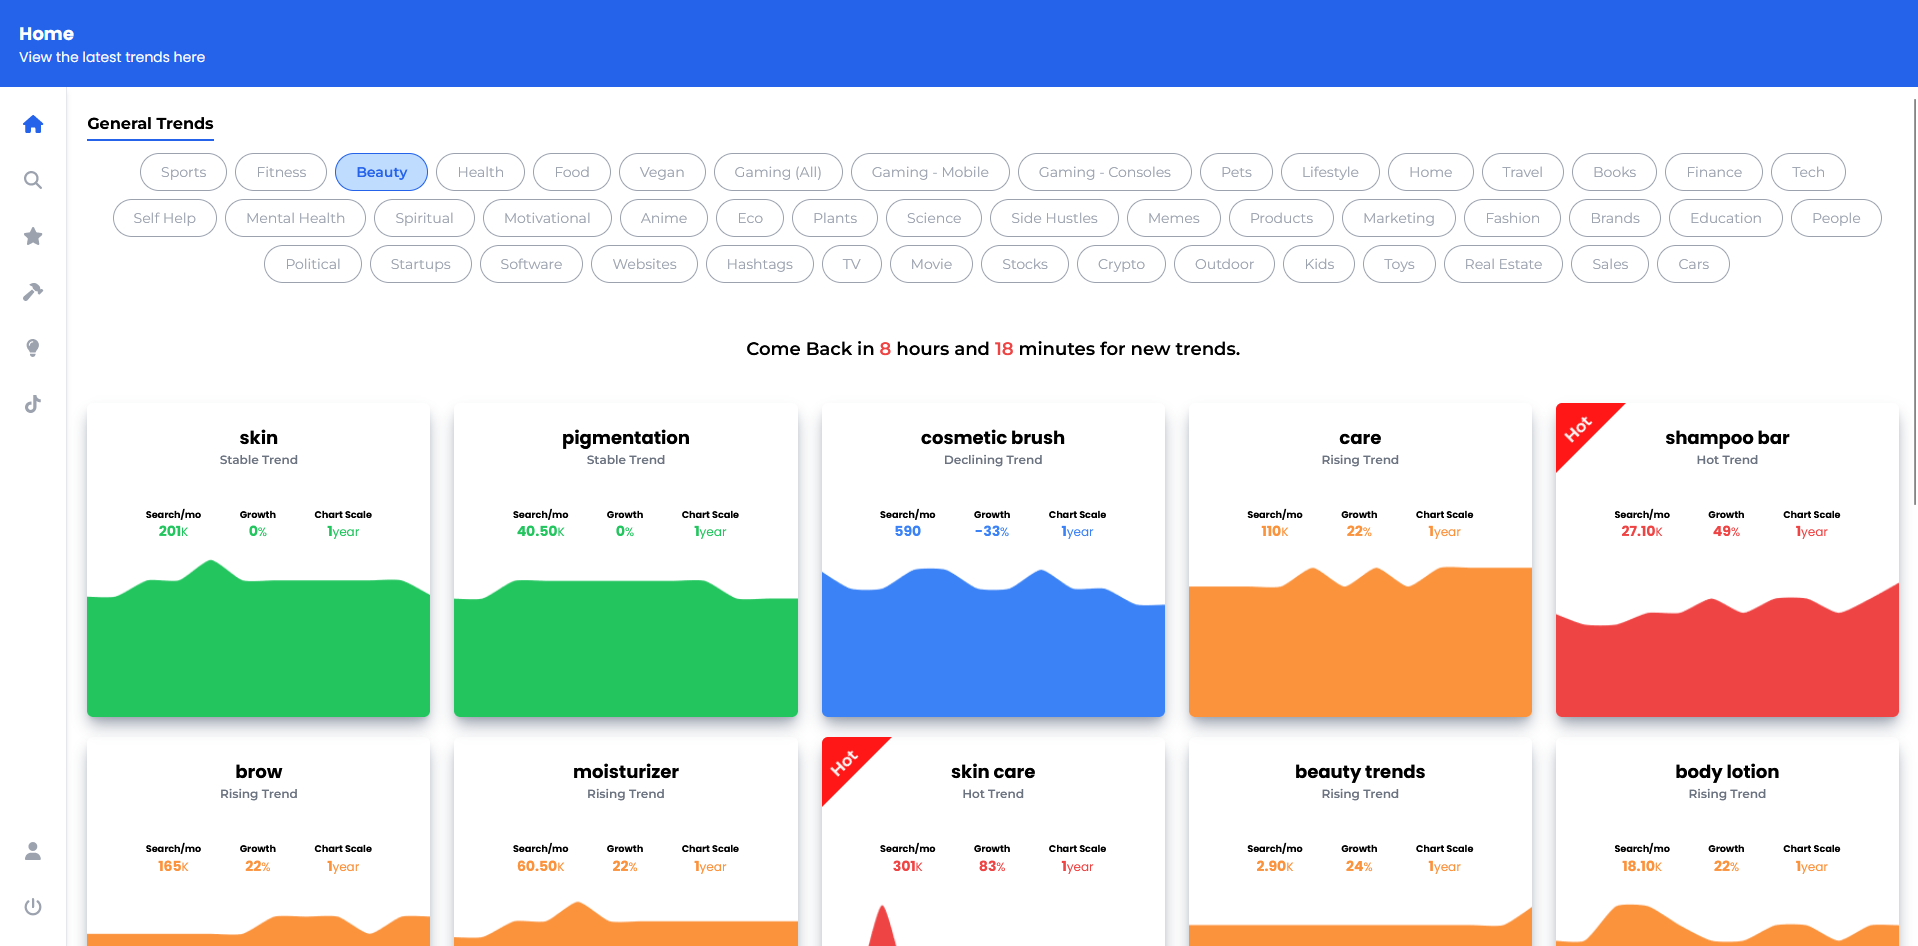 Home
View the latest trends here
General Trends
Sports Fitness Beauty Health Food Vegan Gaming (All) Gaming - Mobile Gaming - Consoles Pets Lifestyle Home Travel Books Finance Tech
Self Help Mental Health Spiritual Motivational Anime Eco Plants Science Side Hustles Memes Products Marketing Fashion Brands Education People
Political Startups Software Websites Hashtags TV Movie Stocks Crypto Outdoor Kids Toys Real Estate Sales Cars
Come Back in 8 hours and 18 minutes for new trends.
skin
Stable Trend
Search/mo Growth Chart Scale
201K 0% 1year
pigmentation
Stable Trend
Search/mo Growth Chart Scale
40.50K 0% 1year
cosmetic brush
Declining Trend
Search/mo Growth Chart Scale
590 -33% 1year
care
Rising Trend
Search/mo Growth Chart Scale
110K 22% 1year
Hot
shampoo bar
Hot Trend
Search/mo Growth Chart Scale
27.10K 49% 1year
brow
Rising Trend
Search/mo Growth Chart Scale
165K 22% 1year
moisturizer
Rising Trend
Search/mo Growth Chart Scale
60.50K 22% 1year
Hot
skin care
Hot Trend
Search/mo Growth Chart Scale
301K 83% 1year
beauty trends
Rising Trend
Search/mo Growth Chart Scale
2.90K 24% 1year
body lotion
Rising Trend
Search/mo Growth Chart Scale
18.10K 22% 1year